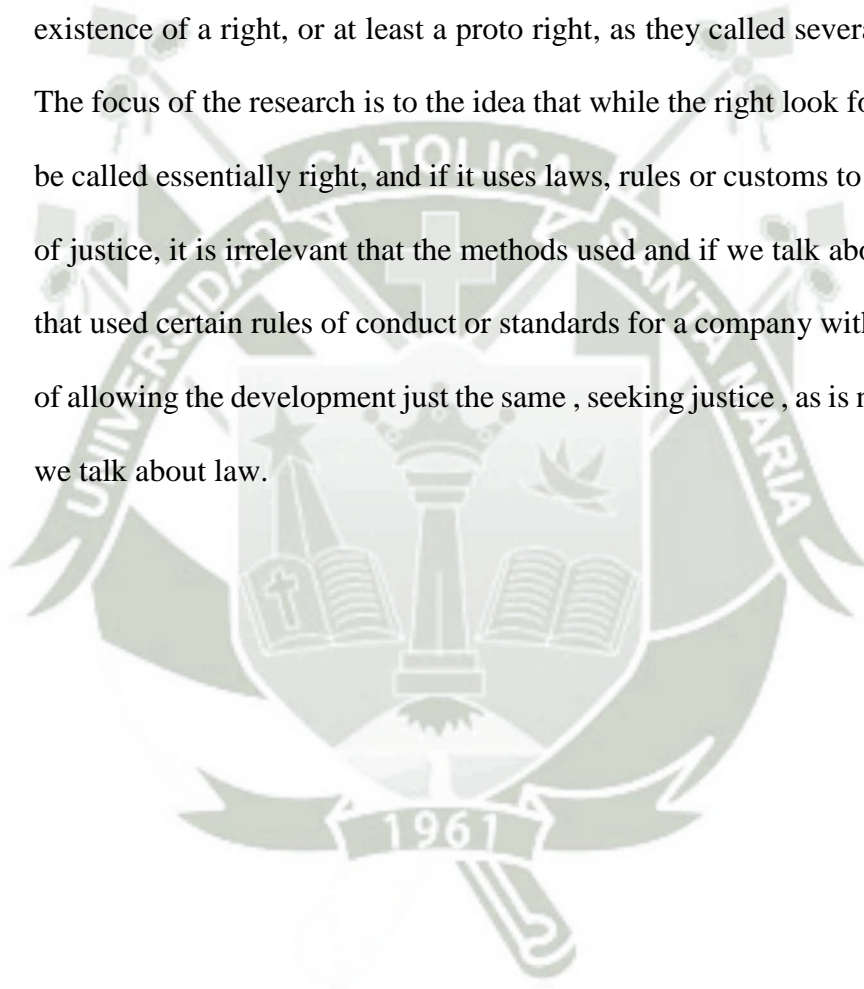 existence of a right, or at least a proto right, as they called severa
The focus of the research is to the idea that while the right look fo
be called essentially right, and if it uses laws, rules or customs to
of justice, it is irrelevant that the methods used and if we talk abo
that used certain rules of conduct or standards for a company with
of allowing the development just the same , seeking justice , as is n
we talk about law.
UNIVERSIDAD CATOLICA SANTA MARIA
1961